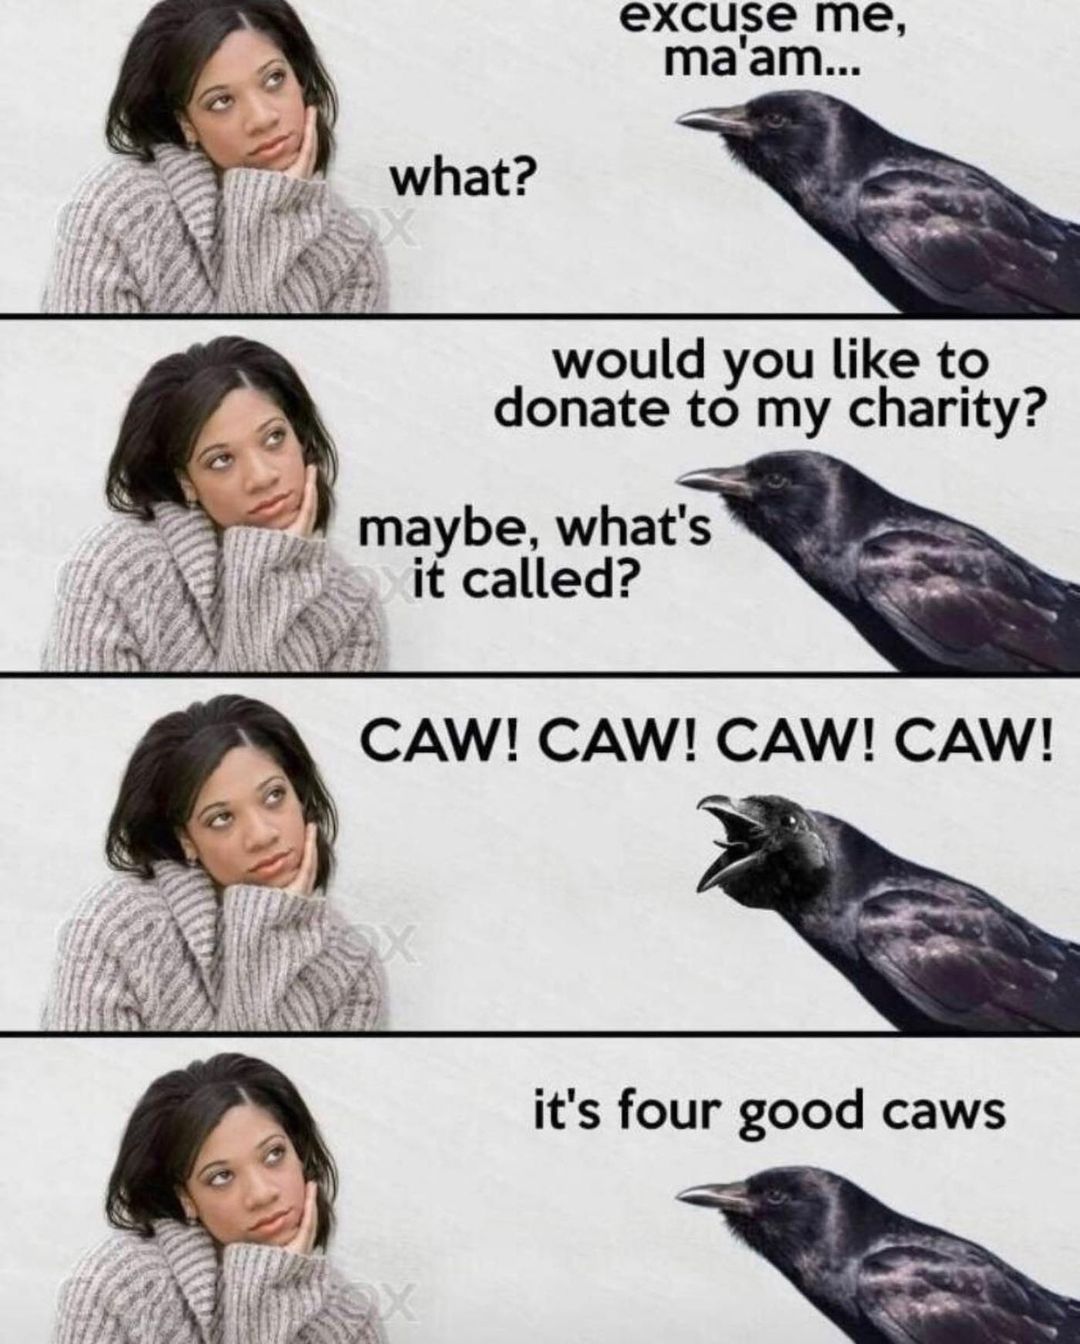 excuse me,
ma'am...
what?
would you like to
donate to my charity?
maybe, what's
it called?
CAW! CAW! CAW! CAW!
it's four good caws